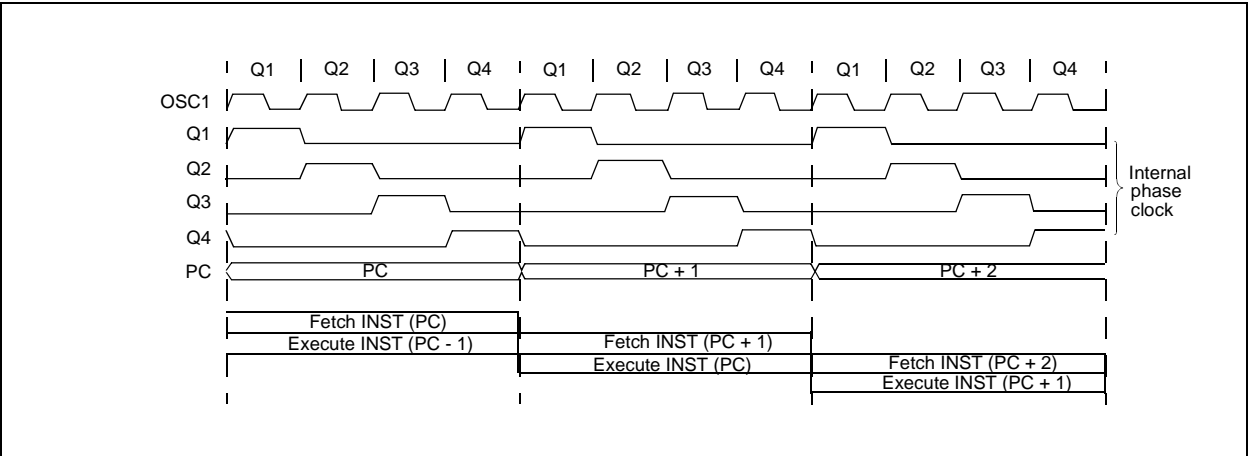 Q1 Q2 Q3 Q4 Q1 Q2 Q3 Q4 Q1 Q2 Q3 Q4
OSC1
Q1
Q2
Q3
Q4
Internal
phase
clock
PC PC PC + 1 PC + 2
Fetch INST (PC)
Execute INST (PC - 1) Fetch INST (PC + 1)
Execute INST (PC) Fetch INST (PC + 2)
Execute INST (PC + 1)